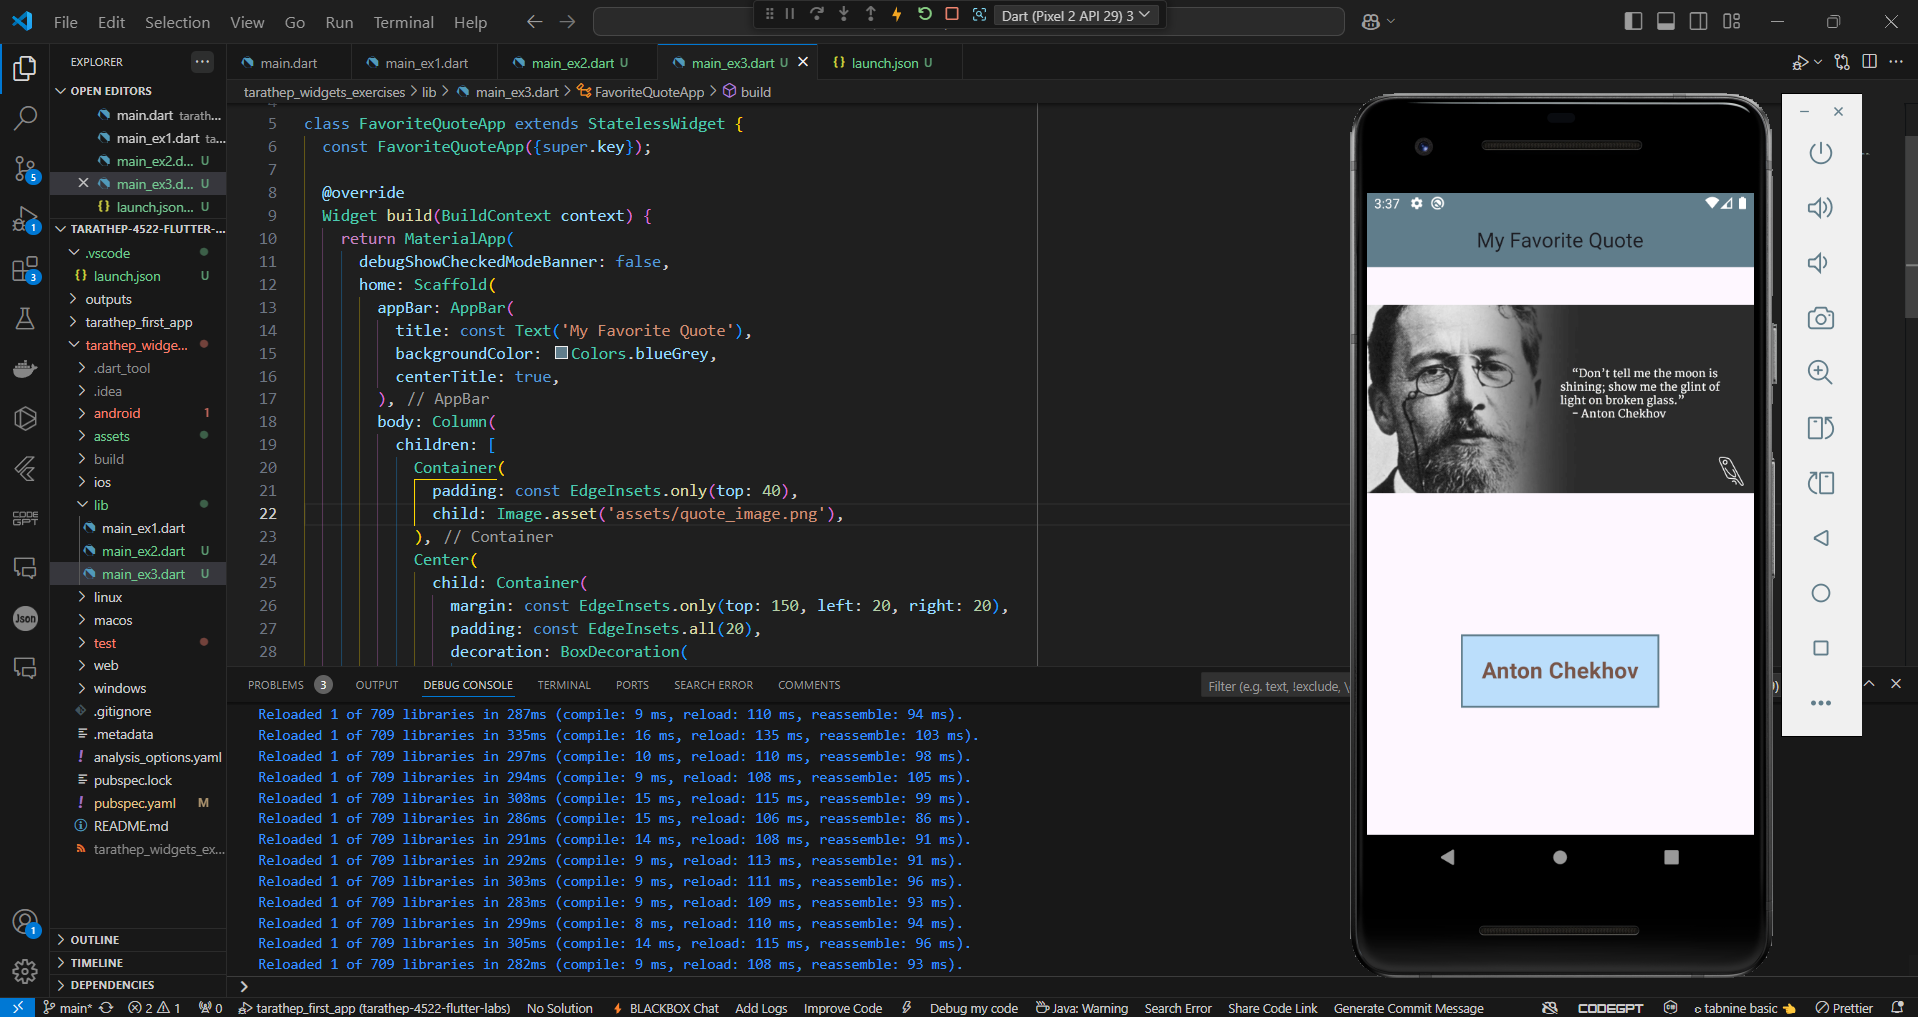 File Edit Selection View Go Run Terminal Help
Dart (Pixel 2 API 29) 3
EXPLORER
main.dart
main_ex1.dart
main_ex2.dart U
main_ex3.dart U
{} launch.json U
OPEN EDITORS
main.dart tarath...
main_ex1.dart ta...
main_ex2.d... U
main_ex3.d... U
{} launch.json... U
TARATHEP-4522-FLUTTER-...
.vscode
{} launch.json U
outputs
tarathep_first_app
tarathep_widge...
.dart_tool
.idea
android 1
assets
build
ios
lib
main_ex1.dart
main_ex2.dart U
main_ex3.dart U
linux
macos
test
web
windows
.gitignore
.metadata
! analysis_options.yaml
pubspec.lock
! pubspec.yaml M
README.md
tarathep_widgets_ex...
OUTLINE
TIMELINE
DEPENDENCIES
5
1
3
CODE
GPT
Json
1
tarathep_widgets_exercises > lib > main_ex3.dart > FavoriteQuoteApp > build
4
5 class FavoriteQuoteApp extends StatelessWidget {
6 const FavoriteQuoteApp({super.key});
7
8 @override
9 Widget build(BuildContext context) {
10 return MaterialApp(
11 debugShowCheckedModeBanner: false,
12 home: Scaffold(
13 appBar: AppBar(
14 title: const Text('My Favorite Quote'),
15 backgroundColor: Colors.blueGrey,
16 centerTitle: true,
17 ), // AppBar
18 body: Column(
19 children: [
20 Container(
21 padding: const EdgeInsets.only(top: 40),
22 child: Image.asset('assets/quote_image.png'),
23 ), // Container
24 Center(
25 child: Container(
26 margin: const EdgeInsets.only(top: 150, left: 20, right: 20),
27 padding: const EdgeInsets.all(20),
28 decoration: BoxDecoration(
PROBLEMS 3 OUTPUT DEBUG CONSOLE TERMINAL PORTS SEARCH ERROR COMMENTS
Filter (e.g. text, !exclude, \
Reloaded 1 of 709 libraries in 287ms (compile: 9 ms, reload: 110 ms, reassemble: 94 ms).
Reloaded 1 of 709 libraries in 335ms (compile: 16 ms, reload: 135 ms, reassemble: 103 ms).
Reloaded 1 of 709 libraries in 297ms (compile: 10 ms, reload: 110 ms, reassemble: 98 ms).
Reloaded 1 of 709 libraries in 294ms (compile: 9 ms, reload: 108 ms, reassemble: 105 ms).
Reloaded 1 of 709 libraries in 308ms (compile: 15 ms, reload: 115 ms, reassemble: 99 ms).
Reloaded 1 of 709 libraries in 286ms (compile: 15 ms, reload: 106 ms, reassemble: 86 ms).
Reloaded 1 of 709 libraries in 291ms (compile: 14 ms, reload: 108 ms, reassemble: 91 ms).
Reloaded 1 of 709 libraries in 292ms (compile: 9 ms, reload: 113 ms, reassemble: 91 ms).
Reloaded 1 of 709 libraries in 303ms (compile: 9 ms, reload: 111 ms, reassemble: 96 ms).
Reloaded 1 of 709 libraries in 283ms (compile: 9 ms, reload: 109 ms, reassemble: 93 ms).
Reloaded 1 of 709 libraries in 299ms (compile: 8 ms, reload: 110 ms, reassemble: 94 ms).
Reloaded 1 of 709 libraries in 305ms (compile: 14 ms, reload: 115 ms, reassemble: 96 ms).
Reloaded 1 of 709 libraries in 282ms (compile: 9 ms, reload: 108 ms, reassemble: 93 ms).
3:37
My Favorite Quote
“Don’t tell me the moon is
shining; show me the glint of
light on broken glass.”
- Anton Chekhov
Anton Chekhov
main* 2 1 0 tarathep_first_app (tarathep-4522-flutter-labs) No Solution BLACKBOX Chat Add Logs Improve Code Debug my code Java: Warning Search Error Share Code Link Generate Commit Message CODEGPT tabnine basic Prettier